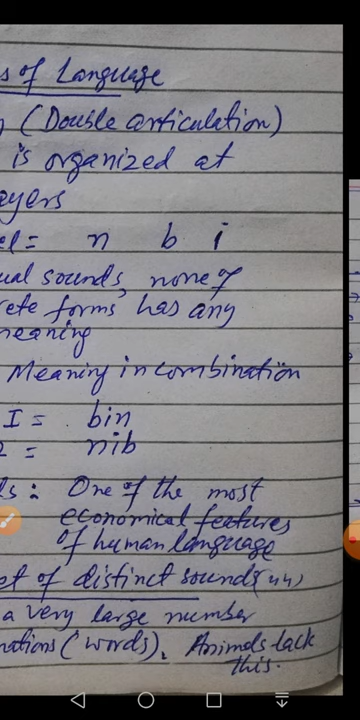 s of Language
(Double articulation)
is organized at
ayers
el = n b i
ual sounds, none of
rete forms has any
meaning
Meaning in combination
I = bin
2 = nib
ls : One of the most
economical features
of human language
et of distinct sounds (44)
a very large number
nations (words). Animals lack
this.